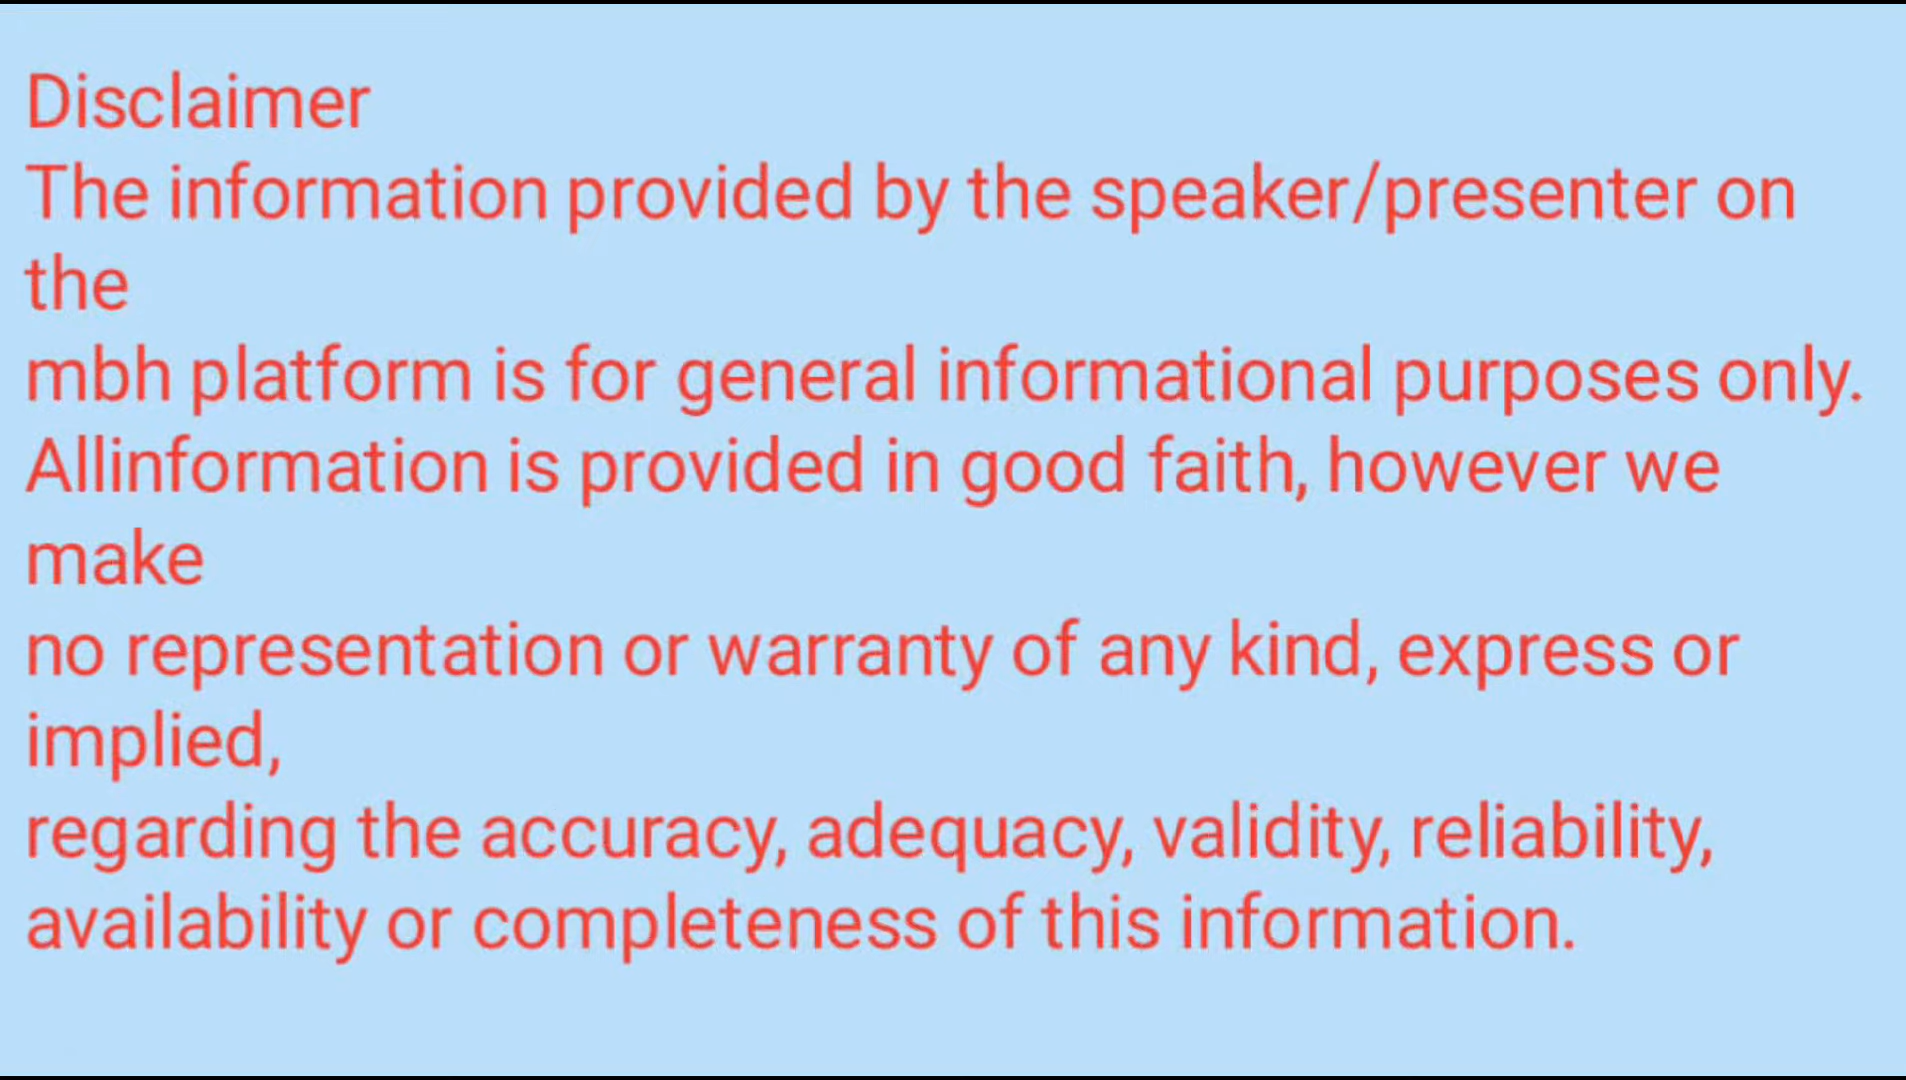 Disclaimer
The information provided by the speaker/presenter on
the
mbh platform is for general informational purposes only.
Allinformation is provided in good faith, however we
make
no representation or warranty of any kind, express or
implied,
regarding the accuracy, adequacy, validity, reliability,
availability or completeness of this information.